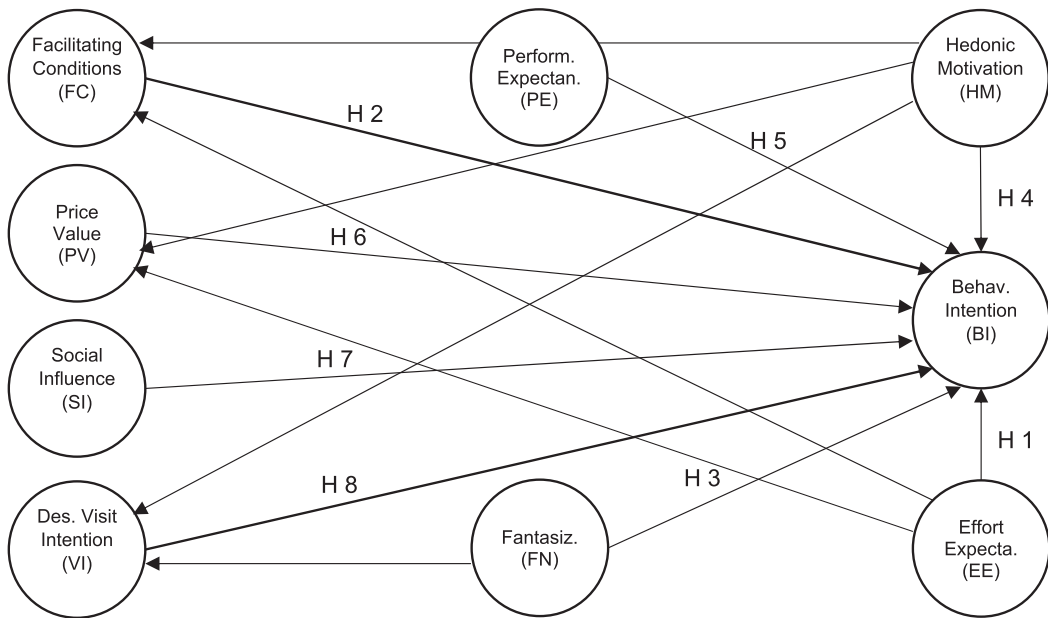 Facilitating
Conditions
(FC)
Perform.
Expectan.
(PE)
Hedonic
Motivation
(HM)
H 2
H 5
H 4
Price
Value
(PV)
H 6
Behav.
Intention
(BI)
Social
Influence
(SI)
H 7
H 1
H 8
H 3
Des. Visit
Intention
(VI)
Fantasiz.
(FN)
Effort
Expecta.
(EE)